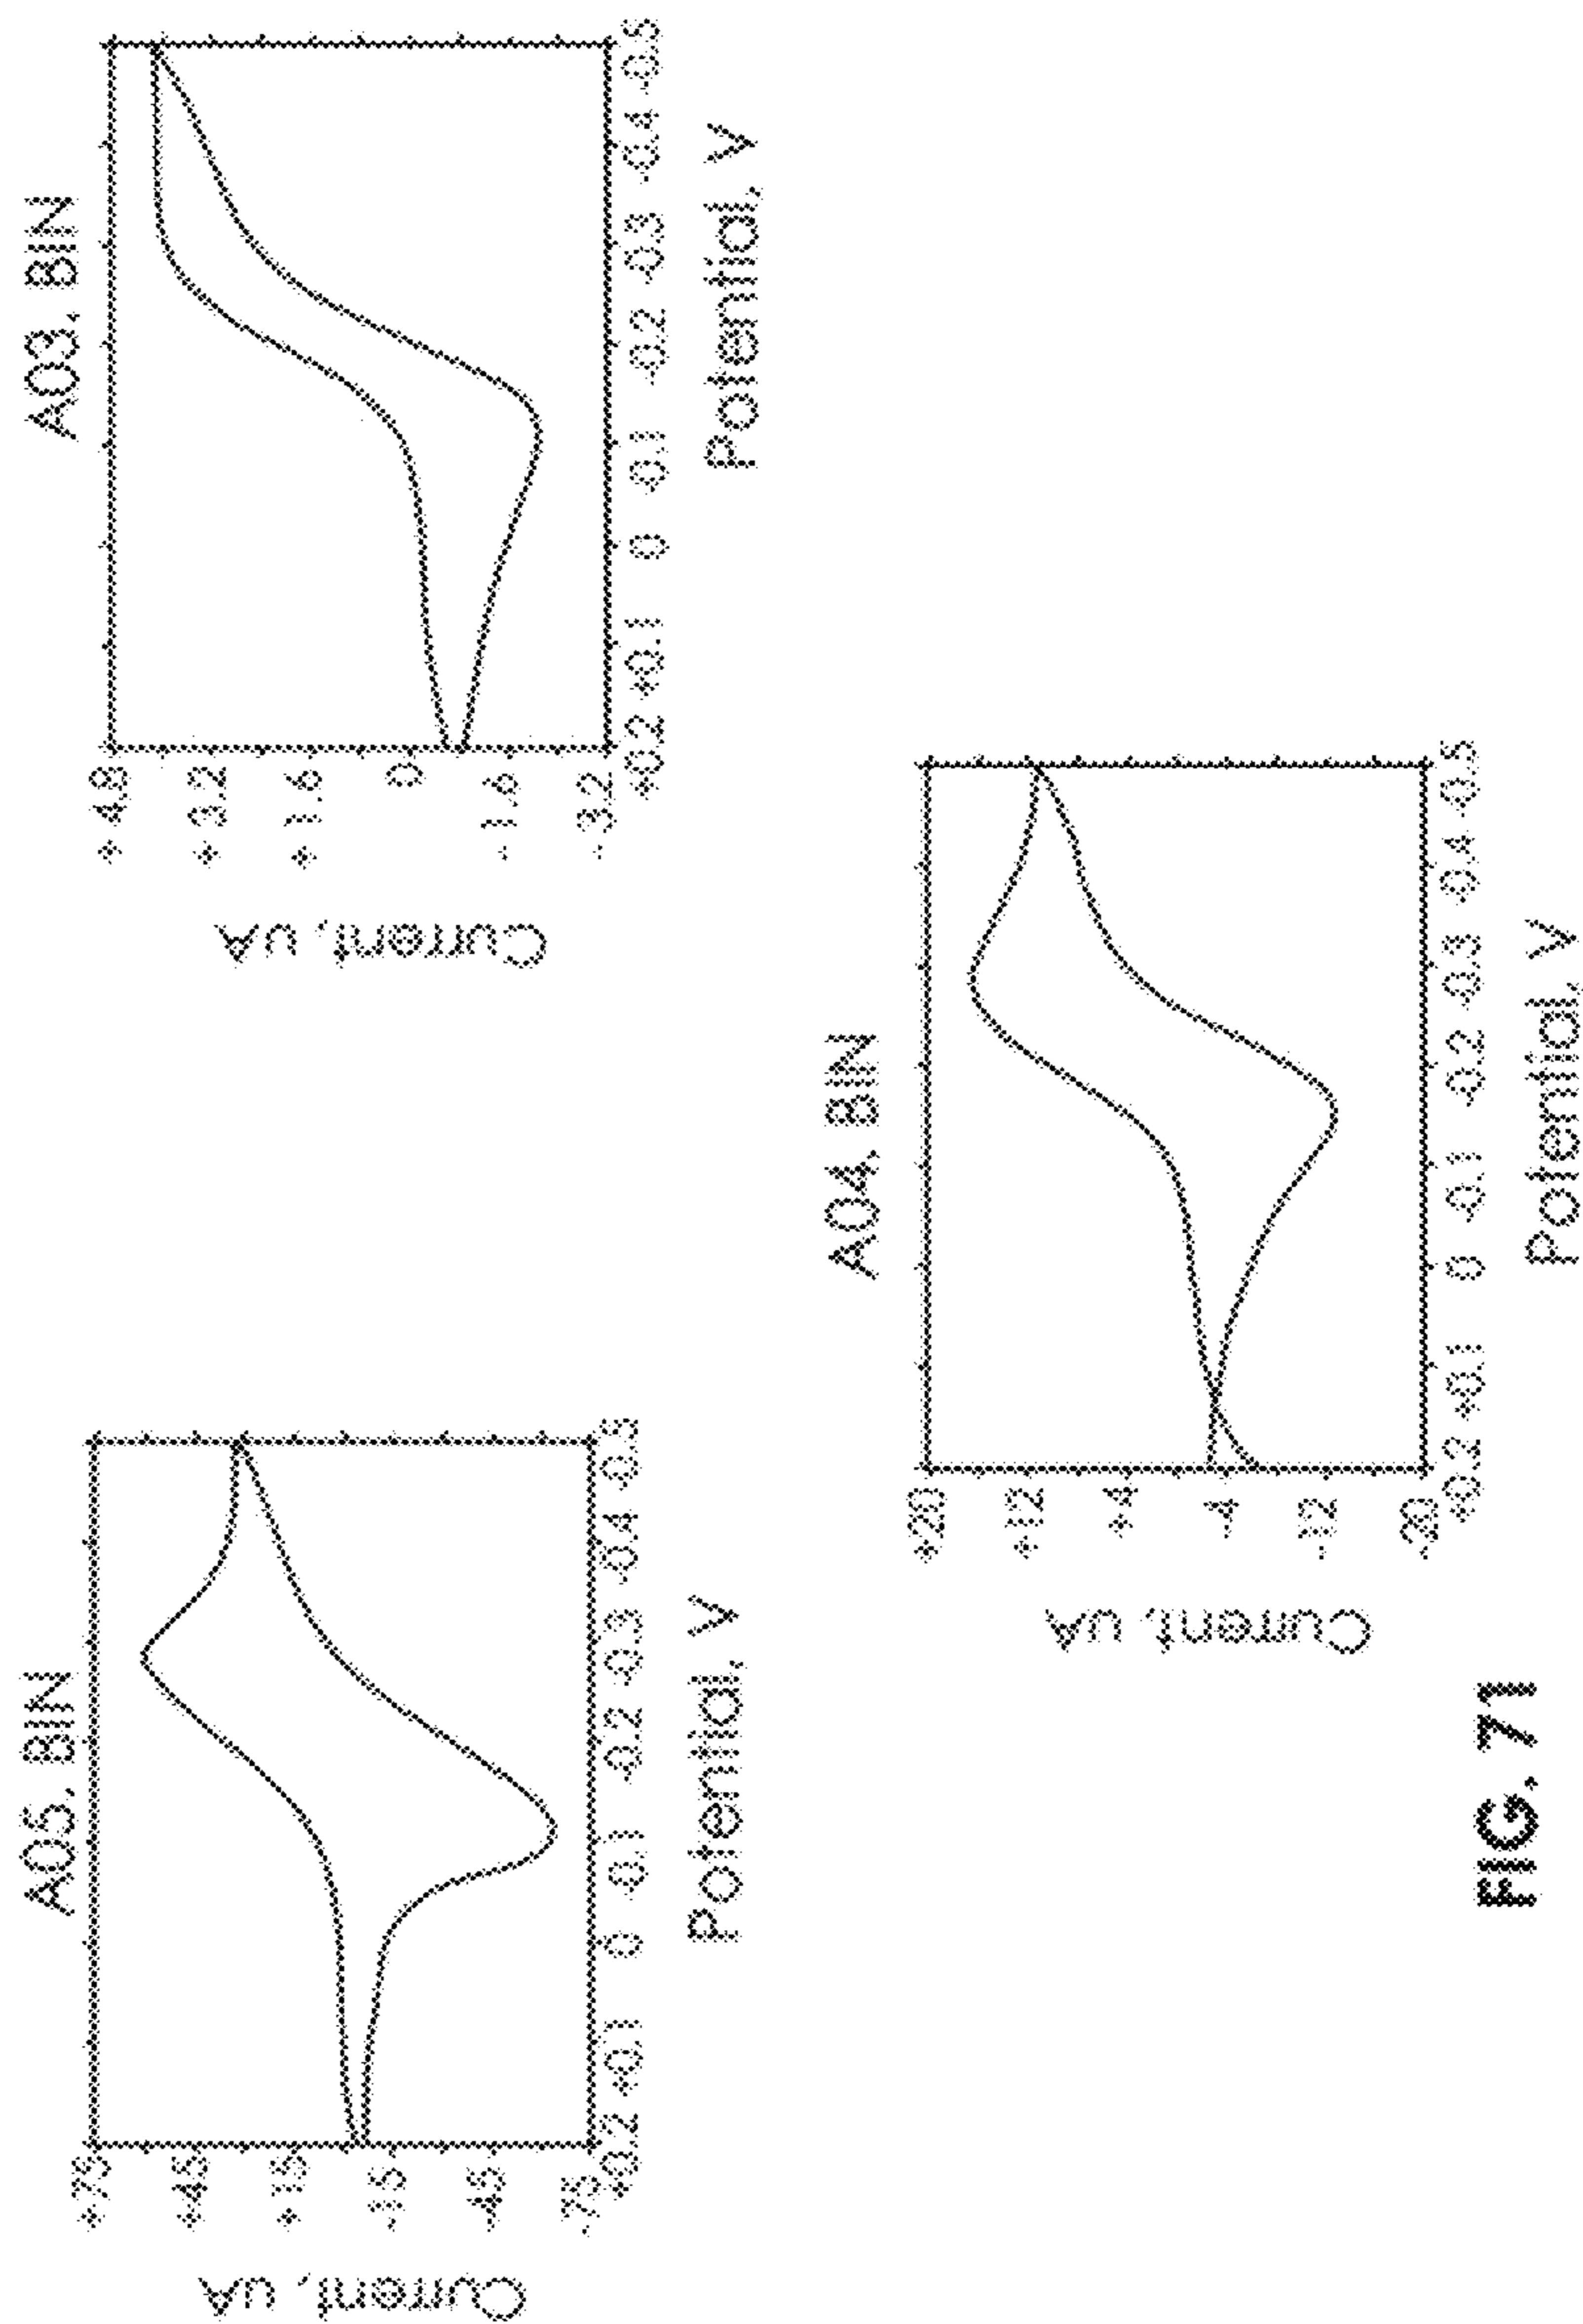 A05. BIN
Current, uA
+75
+45
+15
-15
-45
-75
+0.2 +0.1 0 -0.1 -0.2 -0.3 -0.4 -0.5
Potential, V
A03. BIN
Current, uA
+ 4.8
+ 3.2
+ 1.6
0
- 1.6
- 3.2
+0.2 +0.1 0 -0.1 -0.2 -0.3 -0.4 -0.5
Potential, V
A04. BIN
Current, uA
+20
+12
+4
-4
-12
-20
+0.2 +0.1 0 -0.1 -0.2 -0.3 -0.4 -0.5
Potential, V
FIG. 71